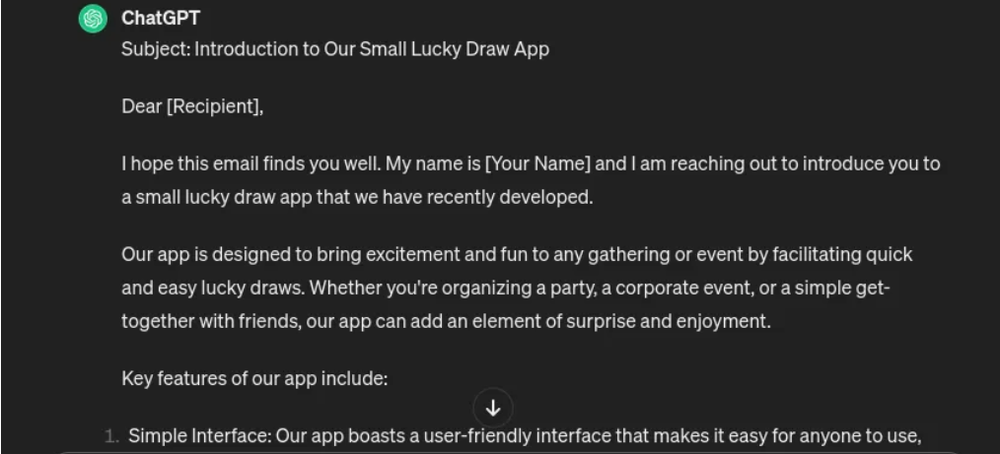 ChatGPT
Subject: Introduction to Our Small Lucky Draw App
Dear [Recipient],
I hope this email finds you well. My name is [Your Name] and I am reaching out to introduce you to
a small lucky draw app that we have recently developed.
Our app is designed to bring excitement and fun to any gathering or event by facilitating quick
and easy lucky draws. Whether you're organizing a party, a corporate event, or a simple get-
together with friends, our app can add an element of surprise and enjoyment.
Key features of our app include:
1. Simple Interface: Our app boasts a user-friendly interface that makes it easy for anyone to use,